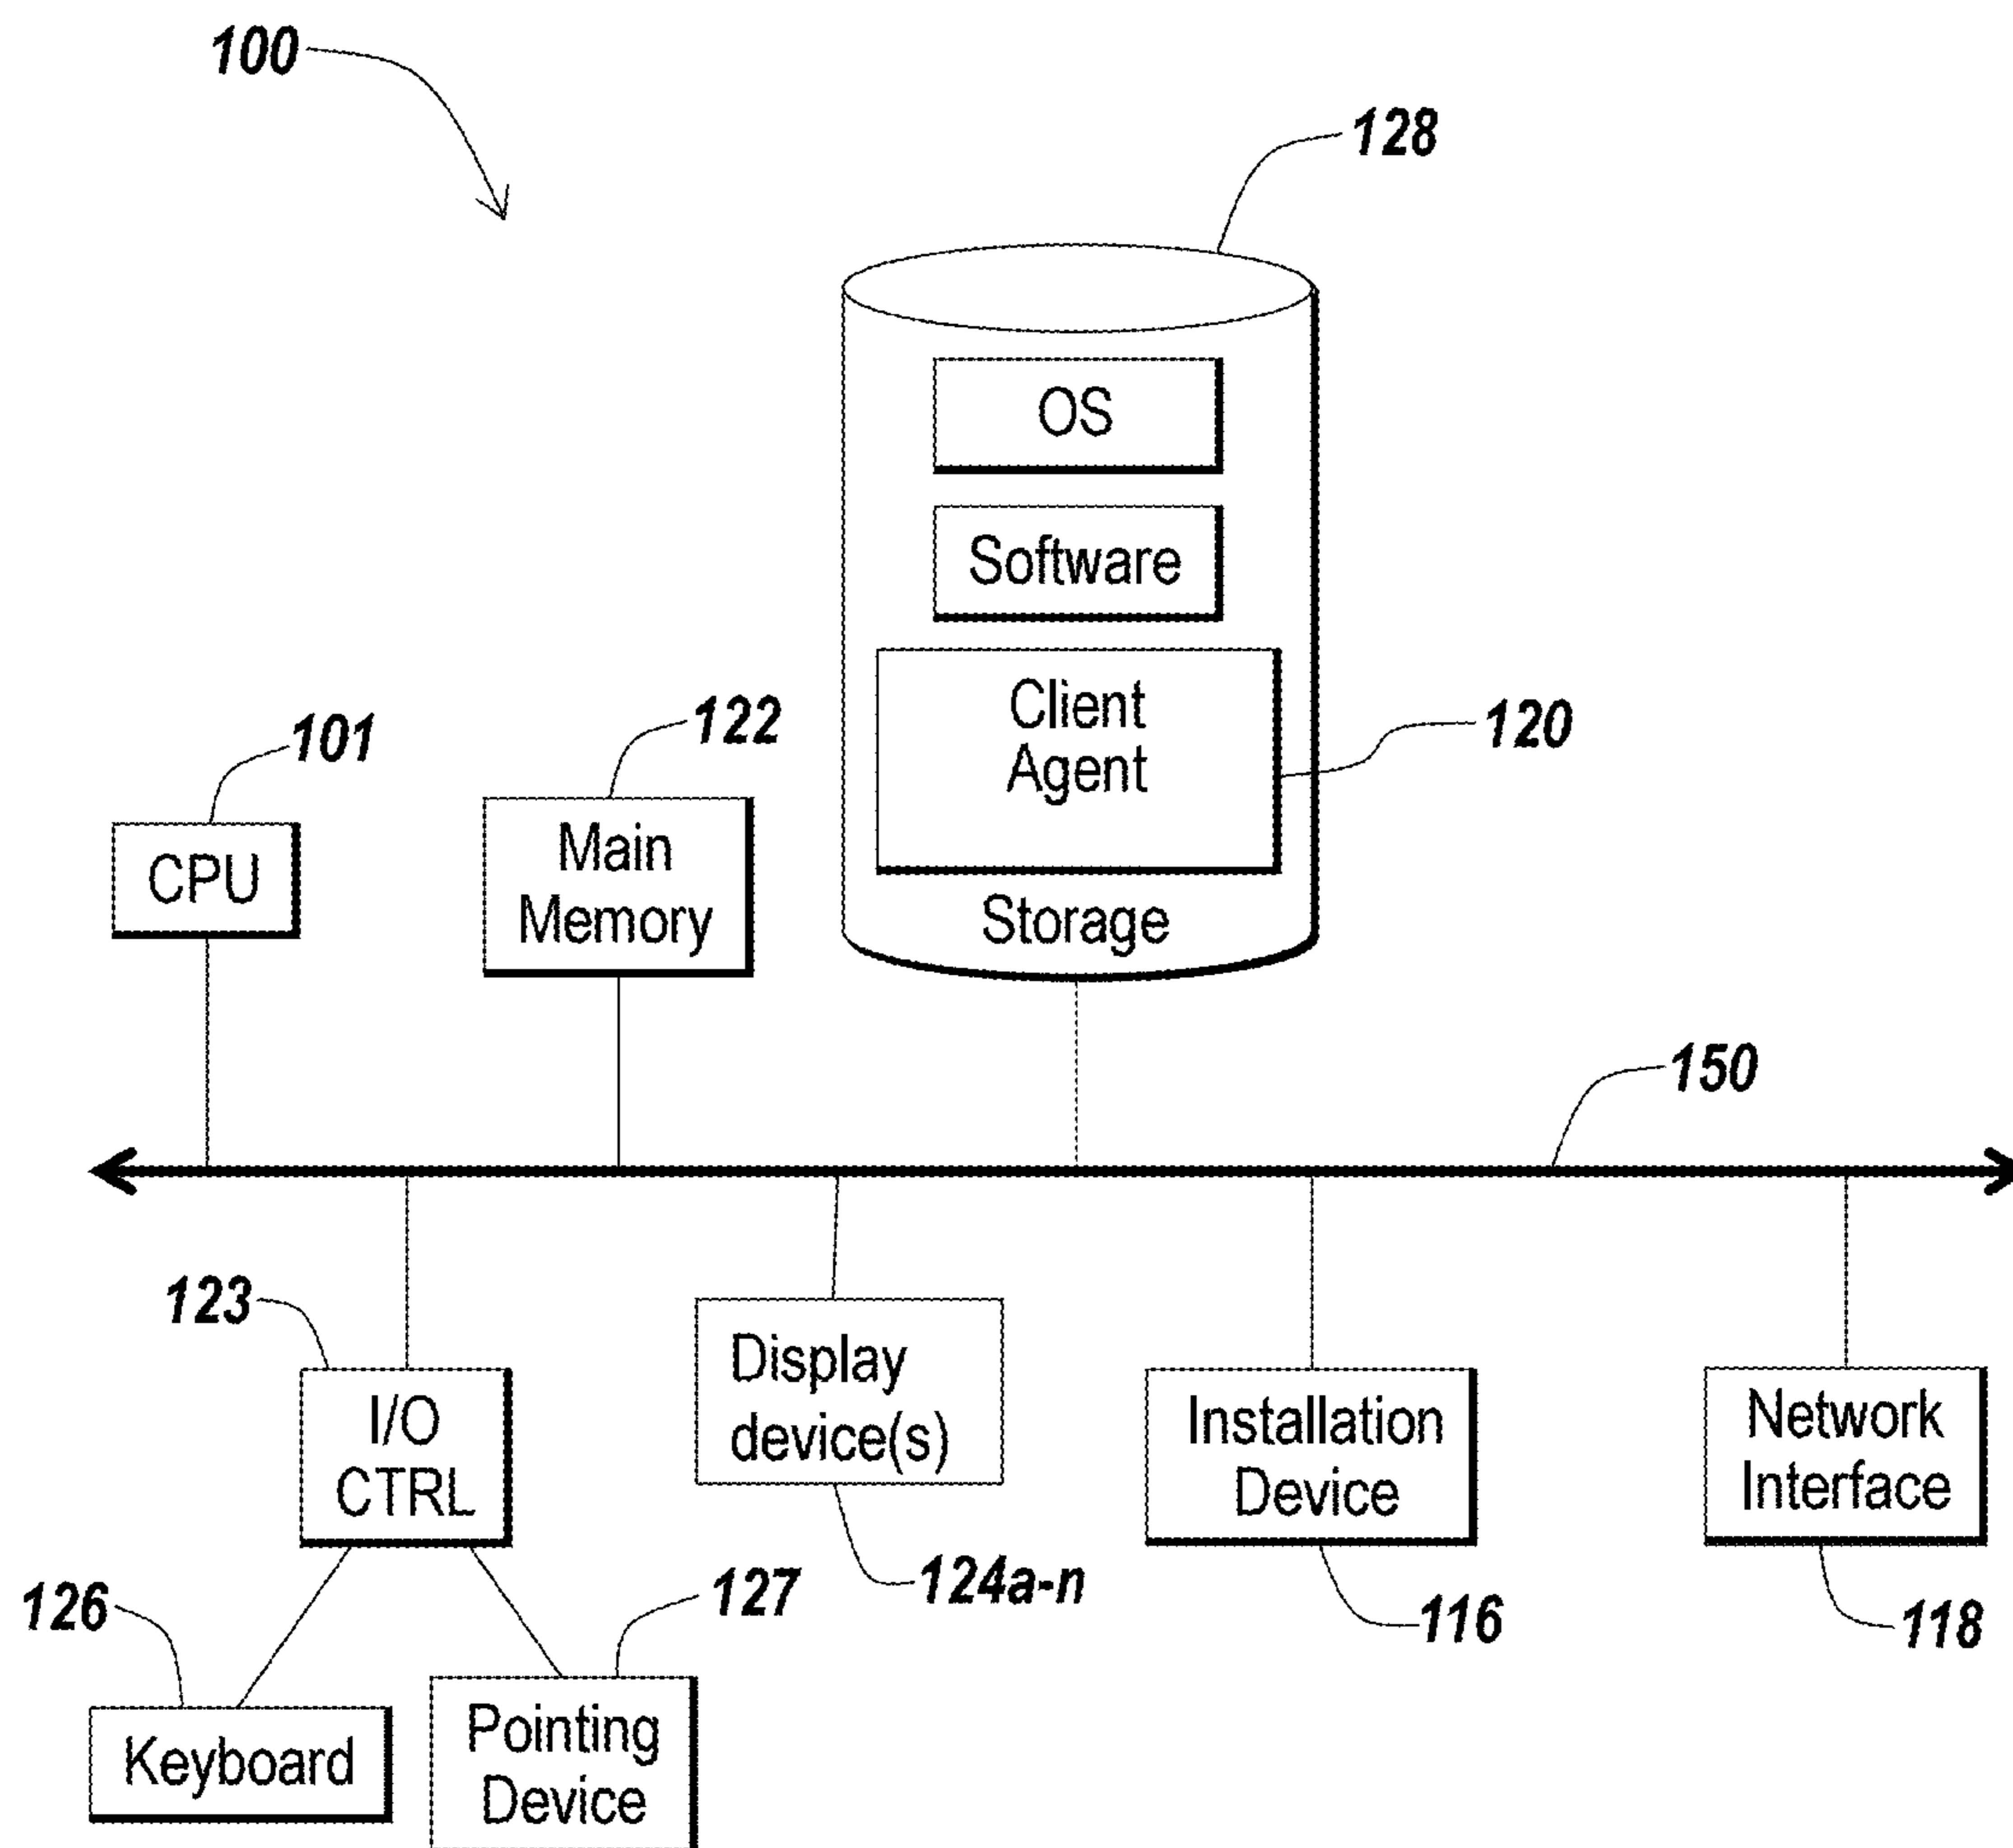 100
128
OS
Software
Client
Agent
120
Storage
101
CPU
122
Main
Memory
150
123
I/O
CTRL
Display
device(s)
124a-n
Installation
Device
116
Network
Interface
118
126
Keyboard
127
Pointing
Device